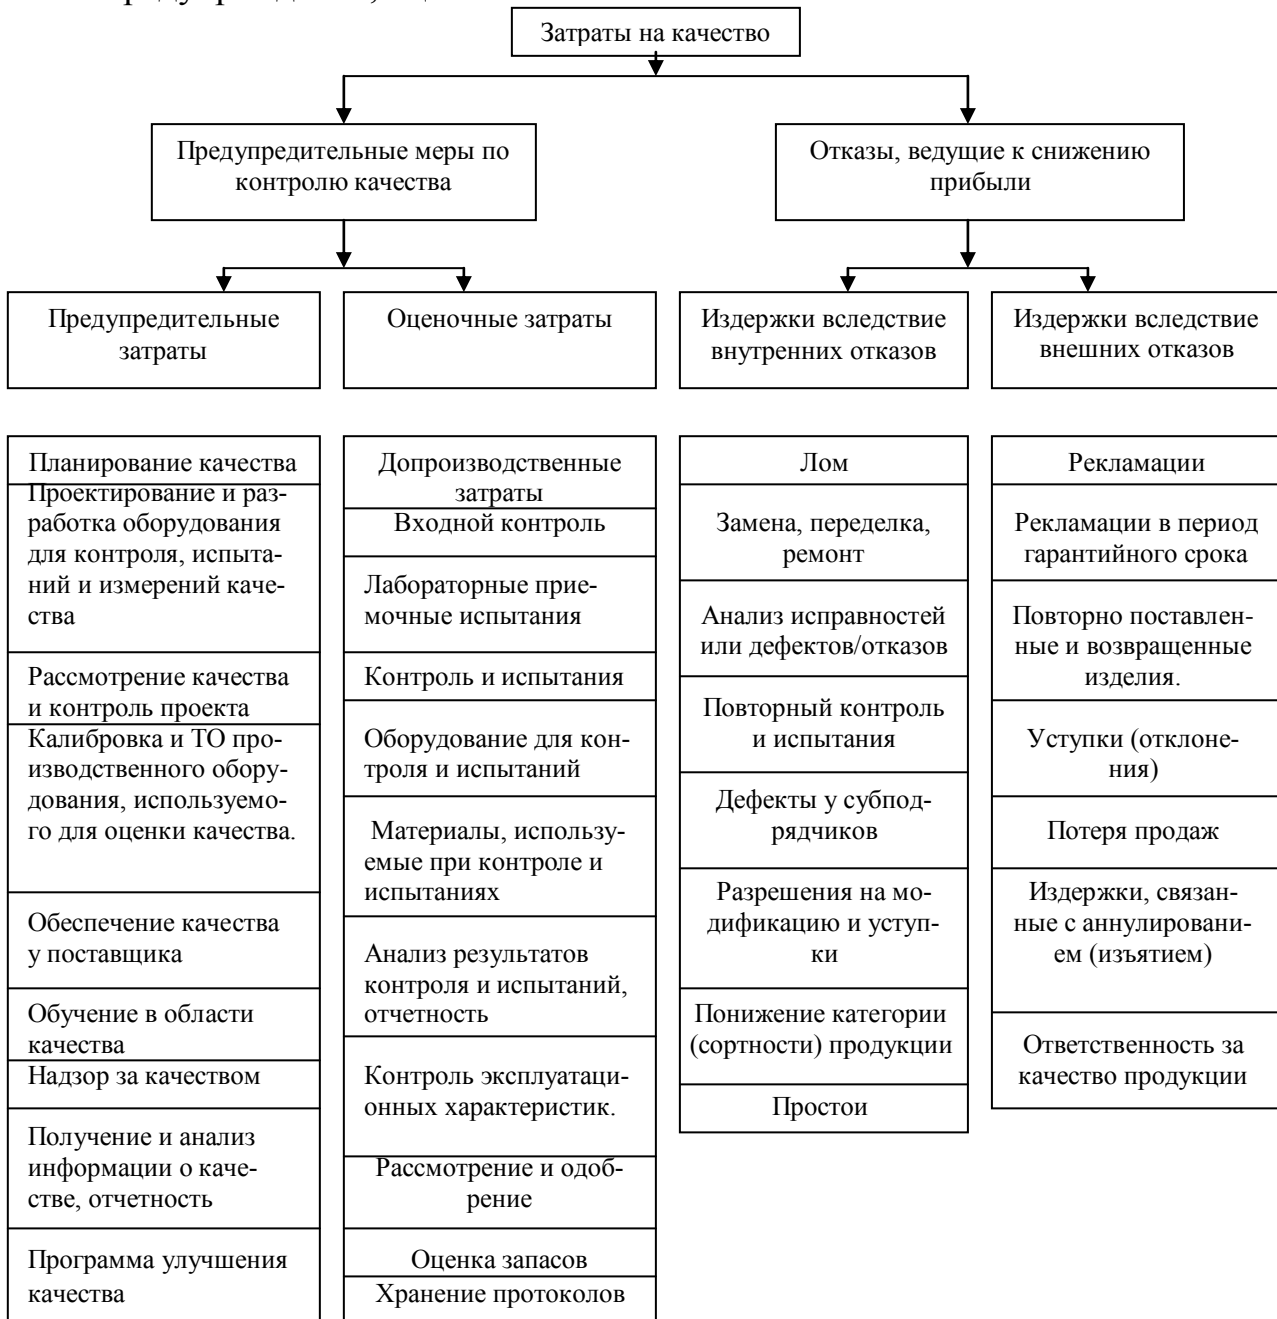 Затраты на качество
Предупредительные меры по
контролю качества
Отказы, ведущие к снижению
прибыли
Предупредительные
затраты
Оценочные затраты
Издержки вследствие
внутренних отказов
Издержки вследствие
внешних отказов
Планирование качества
Проектирование и раз-
работка оборудования
для контроля, испыта-
ний и измерений каче-
ства
Рассмотрение качества
и контроль проекта
Калибровка и ТО про-
изводственного обору-
дования, используемо-
го для оценки качества.
Обеспечение качества
у поставщика
Обучение в области
качества
Надзор за качеством
Получение и анализ
информации о каче-
стве, отчетность
Программа улучшения
качества
Допроизводственные
затраты
Входной контроль
Лабораторные прие-
мочные испытания
Контроль и испытания
Оборудование для кон-
троля и испытаний
Материалы, использу-
емые при контроле и
испытаниях
Анализ результатов
контроля и испытаний,
отчетность
Контроль эксплуатаци-
онных характеристик.
Рассмотрение и одоб-
рение
Оценка запасов
Хранение протоколов
Лом
Замена, переделка,
ремонт
Анализ исправностей
или дефектов/отказов
Повторный контроль
и испытания
Дефекты у субпод-
рядчиков
Разрешения на мо-
дификацию и уступ-
ки
Понижение категории
(сортности) продукции
Простои
Рекламации
Рекламации в период
гарантийного срока
Повторно поставлен-
ные и возвращенные
изделия.
Уступки (отклоне-
ния)
Потеря продаж
Издержки, связан-
ные с аннулировани-
ем (изъятием)
Ответственность за
качество продукции